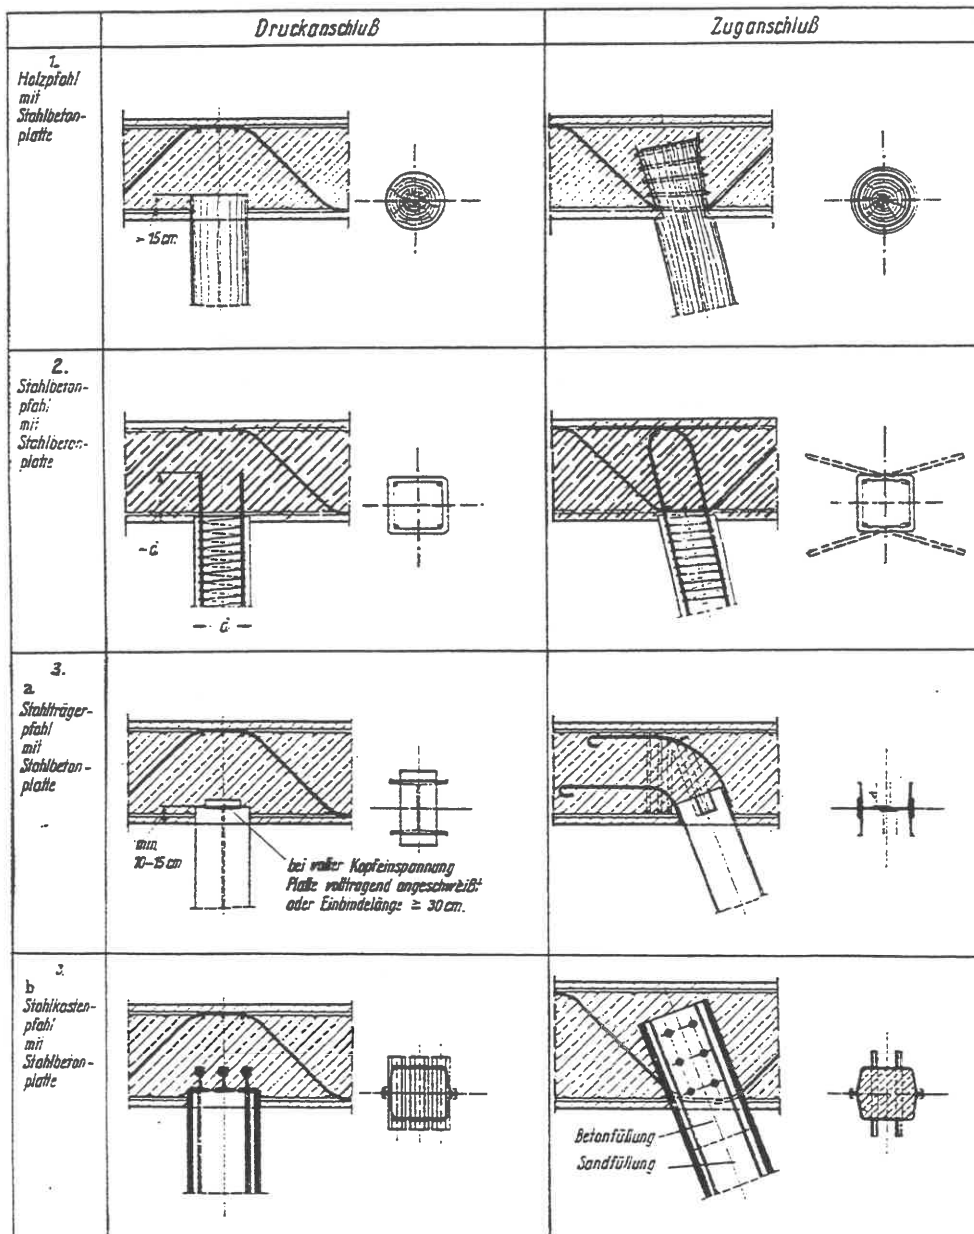 Druckanschluß
Zuganschluß
1.
Holzpfahl
mit
Stahlbeton-
platte
> 15 cm.
2.
Stahlbeton-
pfahl
mit
Stahlbeton-
platte
~d
d
3.
a
Stahlträger-
pfahl
mit
Stahlbeton-
platte
min.
10-15 cm
bei voller Kopfeinspannung
Platte volltragend angeschweißt
oder Einbindelänge ≥ 30 cm.
3.
b
Stahlkasten-
pfahl
mit
Stahlbeton-
platte
Betonfüllung
Sandfüllung